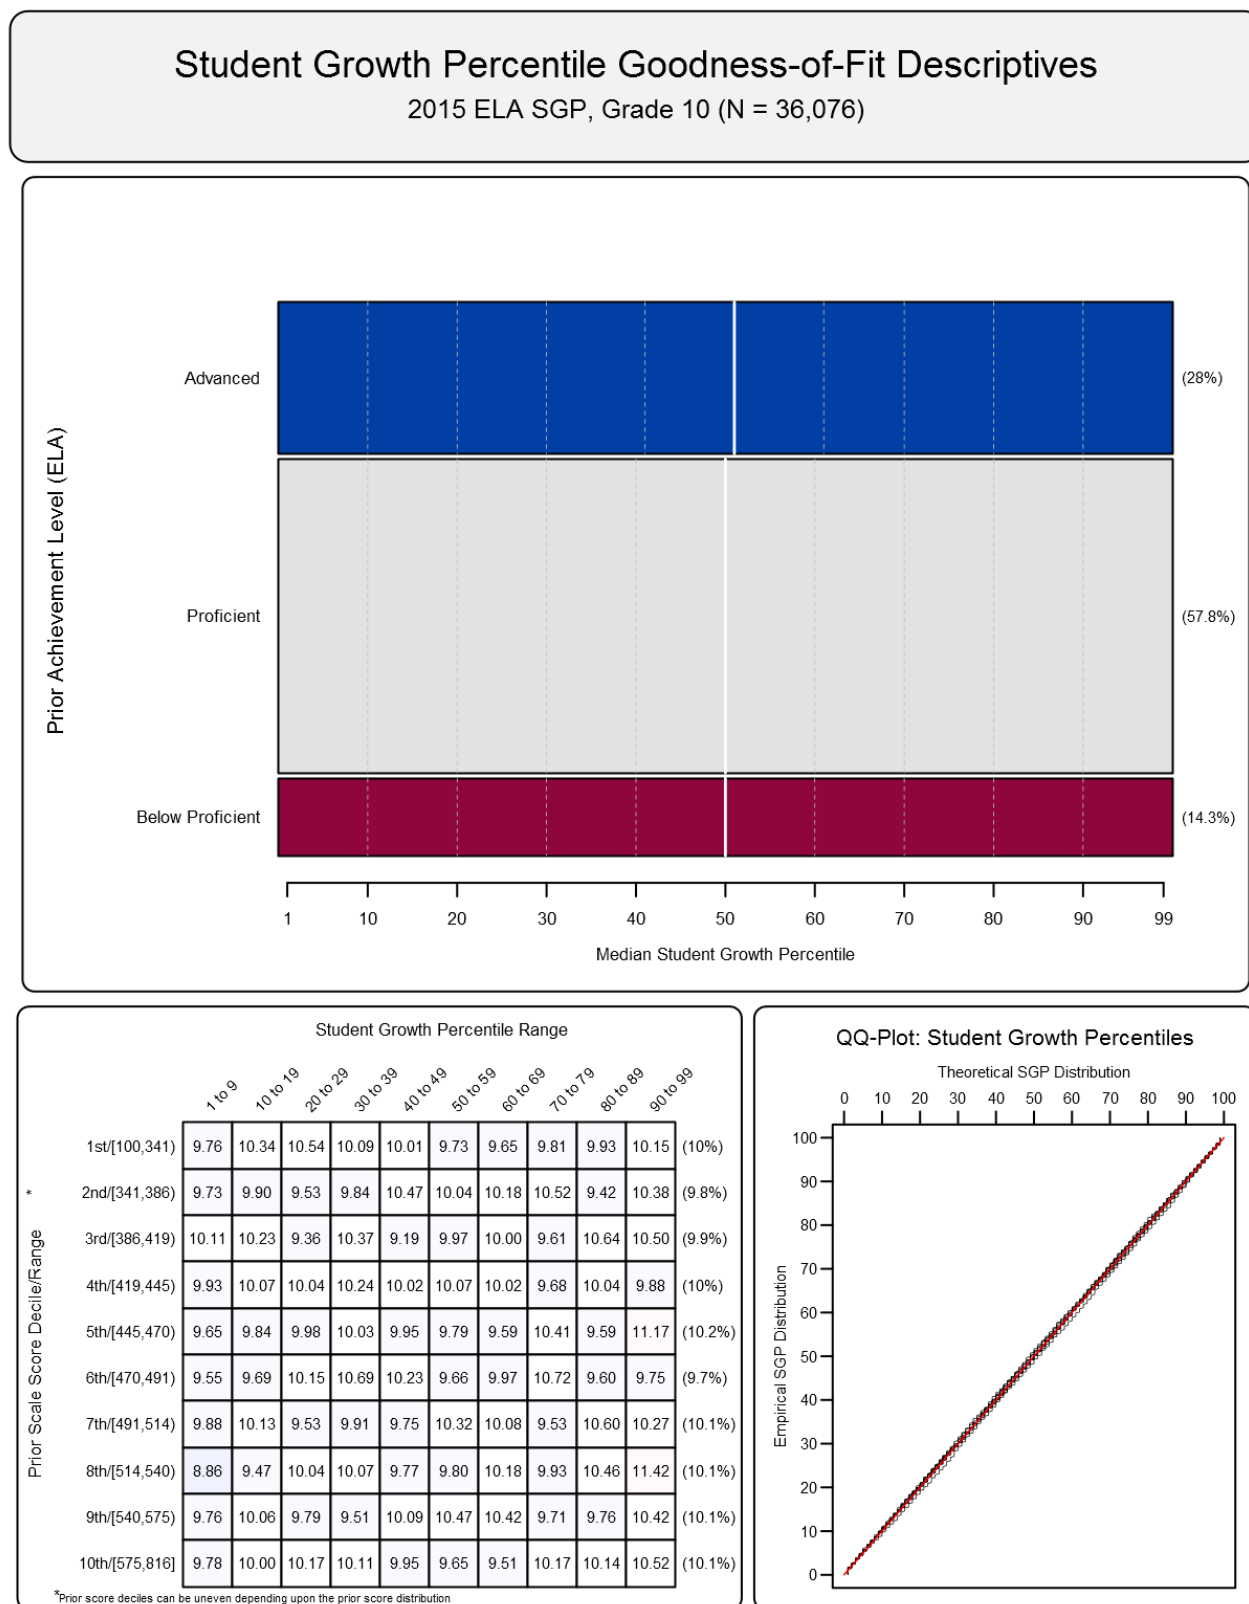 Student Growth Percentile Goodness-of-Fit Descriptives
2015 ELA SGP, Grade 10 (N = 36,076)
Prior Achievement Level (ELA)
Advanced (28%)
Proficient (57.8%)
Below Proficient (14.3%)
1 10 20 30 40 50 60 70 80 90 99
Median Student Growth Percentile
Student Growth Percentile Range
1 to 9 10 to 19 20 to 29 30 to 39 40 to 49 50 to 59 60 to 69 70 to 79 80 to 89 90 to 99
Prior Scale Score Decile/Range *
1st/[100,341) 9.76 10.34 10.54 10.09 10.01 9.73 9.65 9.81 9.93 10.15 (10%)
2nd/[341,386) 9.73 9.90 9.53 9.84 10.47 10.04 10.18 10.52 9.42 10.38 (9.8%)
3rd/[386,419) 10.11 10.23 9.36 10.37 9.19 9.97 10.00 9.61 10.64 10.50 (9.9%)
4th/[419,445) 9.93 10.07 10.04 10.24 10.02 10.07 10.02 9.68 10.04 9.88 (10%)
5th/[445,470) 9.65 9.84 9.98 10.03 9.95 9.79 9.59 10.41 9.59 11.17 (10.2%)
6th/[470,491) 9.55 9.69 10.15 10.69 10.23 9.66 9.97 10.72 9.60 9.75 (9.7%)
7th/[491,514) 9.88 10.13 9.53 9.91 9.75 10.32 10.08 9.53 10.60 10.27 (10.1%)
8th/[514,540) 8.86 9.47 10.04 10.07 9.77 9.80 10.18 9.93 10.46 11.42 (10.1%)
9th/[540,575) 9.76 10.06 9.79 9.51 10.09 10.47 10.42 9.71 9.76 10.42 (10.1%)
10th/[575,816] 9.78 10.00 10.17 10.11 9.95 9.65 9.51 10.17 10.14 10.52 (10.1%)
*Prior score deciles can be uneven depending upon the prior score distribution
QQ-Plot: Student Growth Percentiles
Theoretical SGP Distribution
0 10 20 30 40 50 60 70 80 90 100
Empirical SGP Distribution
100
90
80
70
60
50
40
30
20
10
0